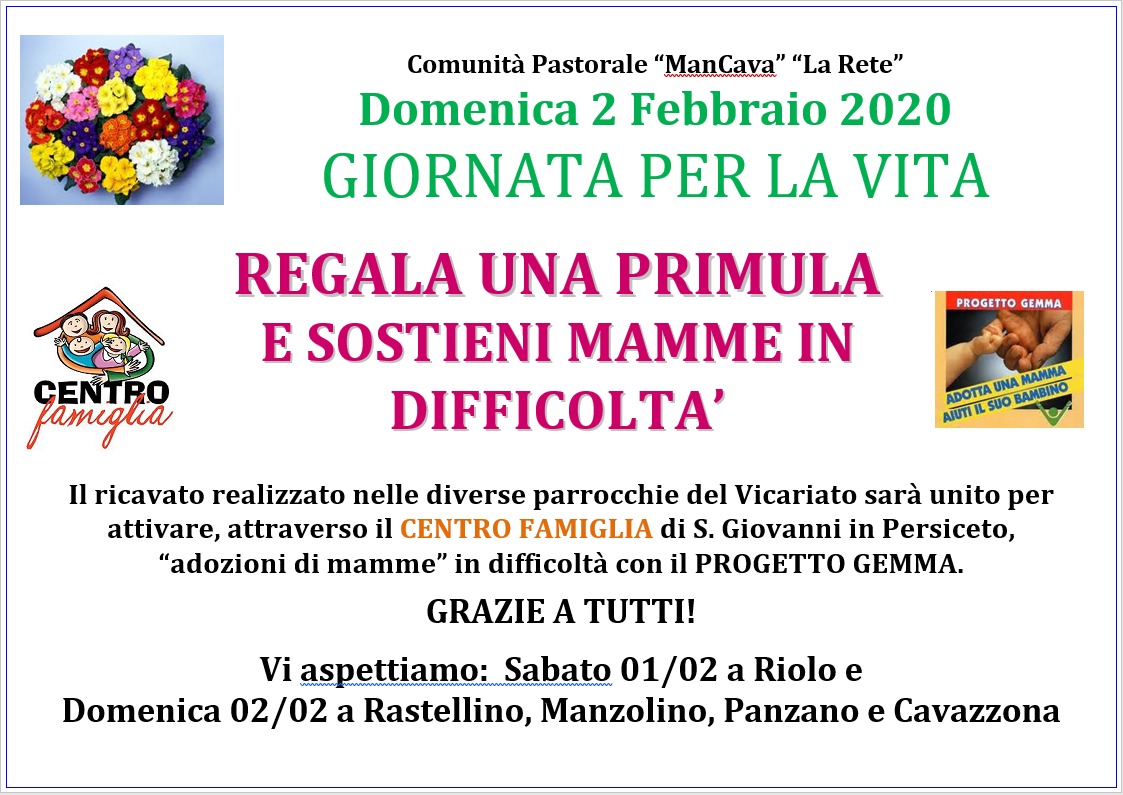 Comunità Pastorale “ManCava” “La Rete”
Domenica 2 Febbraio 2020
GIORNATA PER LA VITA
REGALA UNA PRIMULA
E SOSTIENI MAMME IN
DIFFICOLTA’
CENTRO
famiglia
PROGETTO GEMMA
ADOTTA UNA MAMMA
AIUTI IL SUO BAMBINO
Il ricavato realizzato nelle diverse parrocchie del Vicariato sarà unito per
attivare, attraverso il CENTRO FAMIGLIA di S. Giovanni in Persiceto,
“adozioni di mamme” in difficoltà con il PROGETTO GEMMA.
GRAZIE A TUTTI!
Vi aspettiamo:  Sabato 01/02 a Riolo e
Domenica 02/02 a Rastellino, Manzolino, Panzano e Cavazzona